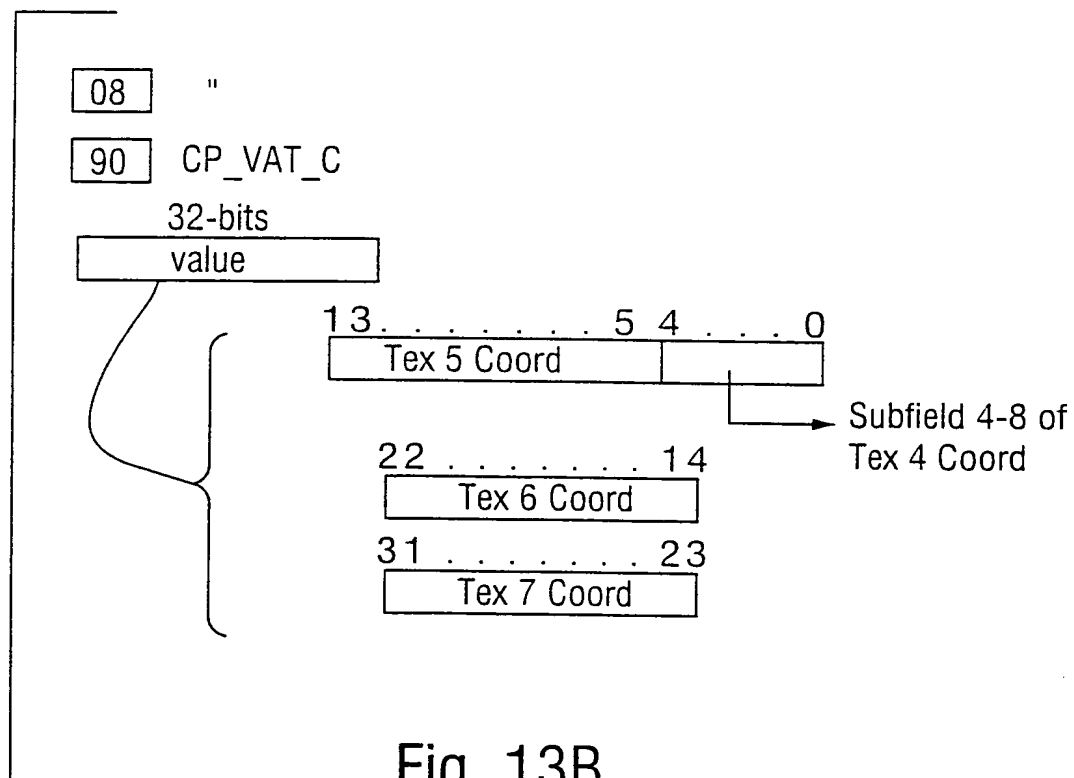 08 "
90 CP_VAT_C
32-bits
value
13 . . . . . . . 5 4 . . . 0
Tex 5 Coord
Subfield 4-8 of
Tex 4 Coord
22 . . . . . . . 14
Tex 6 Coord
31 . . . . . . . 23
Tex 7 Coord
Fig. 13B